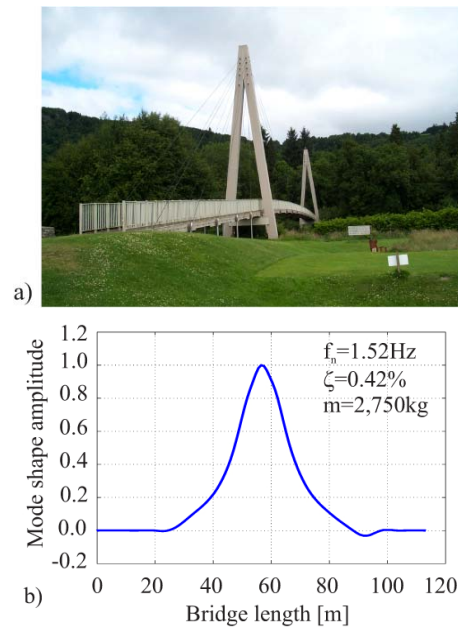 a)
b)
Mode shape amplitude
1.2
1.0
0.8
0.6
0.4
0.2
0.0
-0.2
fn=1.52Hz
ζ=0.42%
m=2,750kg
0 20 40 60 80 100 120
Bridge length [m]